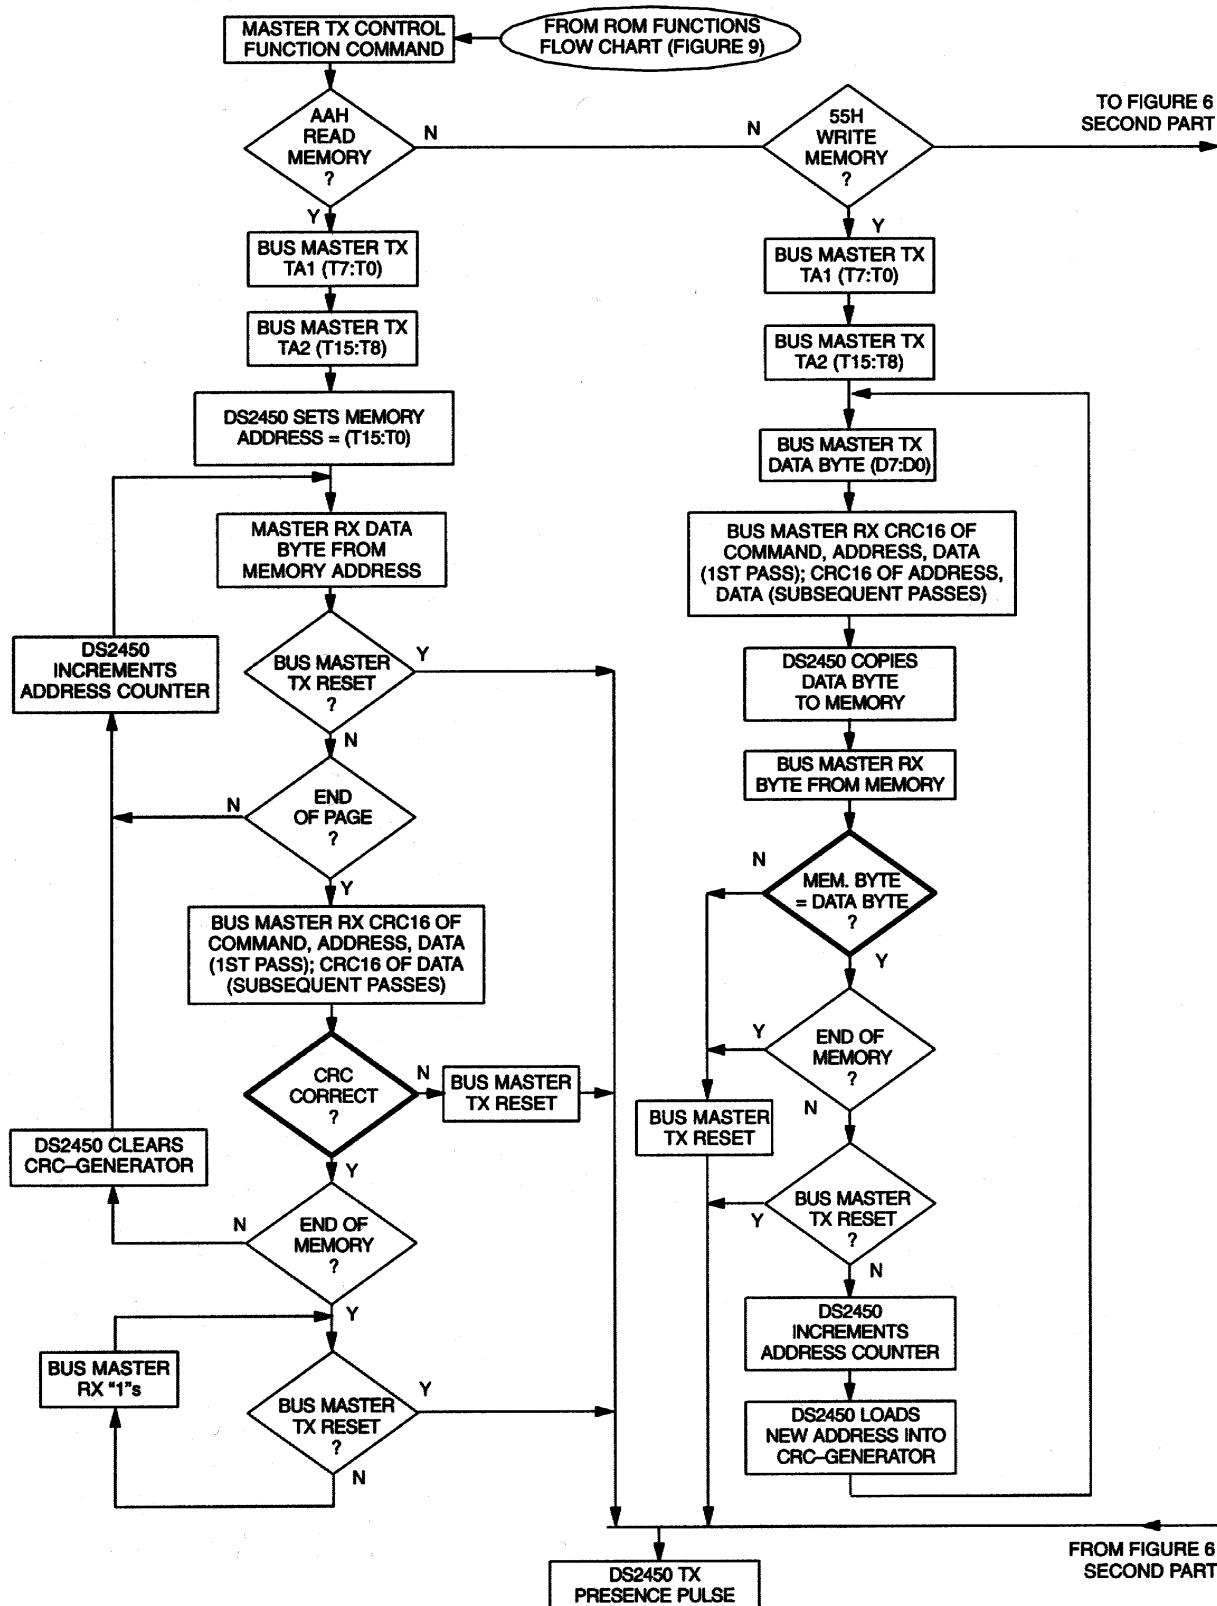 MASTER TX CONTROL
FUNCTION COMMAND
FROM ROM FUNCTIONS
FLOW CHART (FIGURE 9)
AAH
READ
MEMORY
?
N
Y
N
55H
WRITE
MEMORY
?
Y
TO FIGURE 6
SECOND PART
BUS MASTER TX
TA1 (T7:T0)
BUS MASTER TX
TA2 (T15:T8)
DS2450 SETS MEMORY
ADDRESS = (T15:T0)
MASTER RX DATA
BYTE FROM
MEMORY ADDRESS
DS2450
INCREMENTS
ADDRESS COUNTER
BUS MASTER
TX RESET
?
Y
N
END
OF PAGE
?
N
Y
BUS MASTER RX CRC16 OF
COMMAND, ADDRESS, DATA
(1ST PASS); CRC16 OF DATA
(SUBSEQUENT PASSES)
CRC
CORRECT
?
N
Y
BUS MASTER
TX RESET
DS2450 CLEARS
CRC–GENERATOR
END OF
MEMORY
?
N
Y
BUS MASTER
RX "1"s
BUS MASTER
TX RESET
?
Y
N
BUS MASTER TX
TA1 (T7:T0)
BUS MASTER TX
TA2 (T15:T8)
BUS MASTER TX
DATA BYTE (D7:D0)
BUS MASTER RX CRC16 OF
COMMAND, ADDRESS, DATA
(1ST PASS); CRC16 OF ADDRESS,
DATA (SUBSEQUENT PASSES)
DS2450 COPIES
DATA BYTE
TO MEMORY
BUS MASTER RX
BYTE FROM MEMORY
MEM. BYTE
= DATA BYTE
?
N
Y
END OF
MEMORY
?
Y
N
BUS MASTER
TX RESET
BUS MASTER
TX RESET
?
Y
N
DS2450
INCREMENTS
ADDRESS COUNTER
DS2450 LOADS
NEW ADDRESS INTO
CRC–GENERATOR
FROM FIGURE 6
SECOND PART
DS2450 TX
PRESENCE PULSE